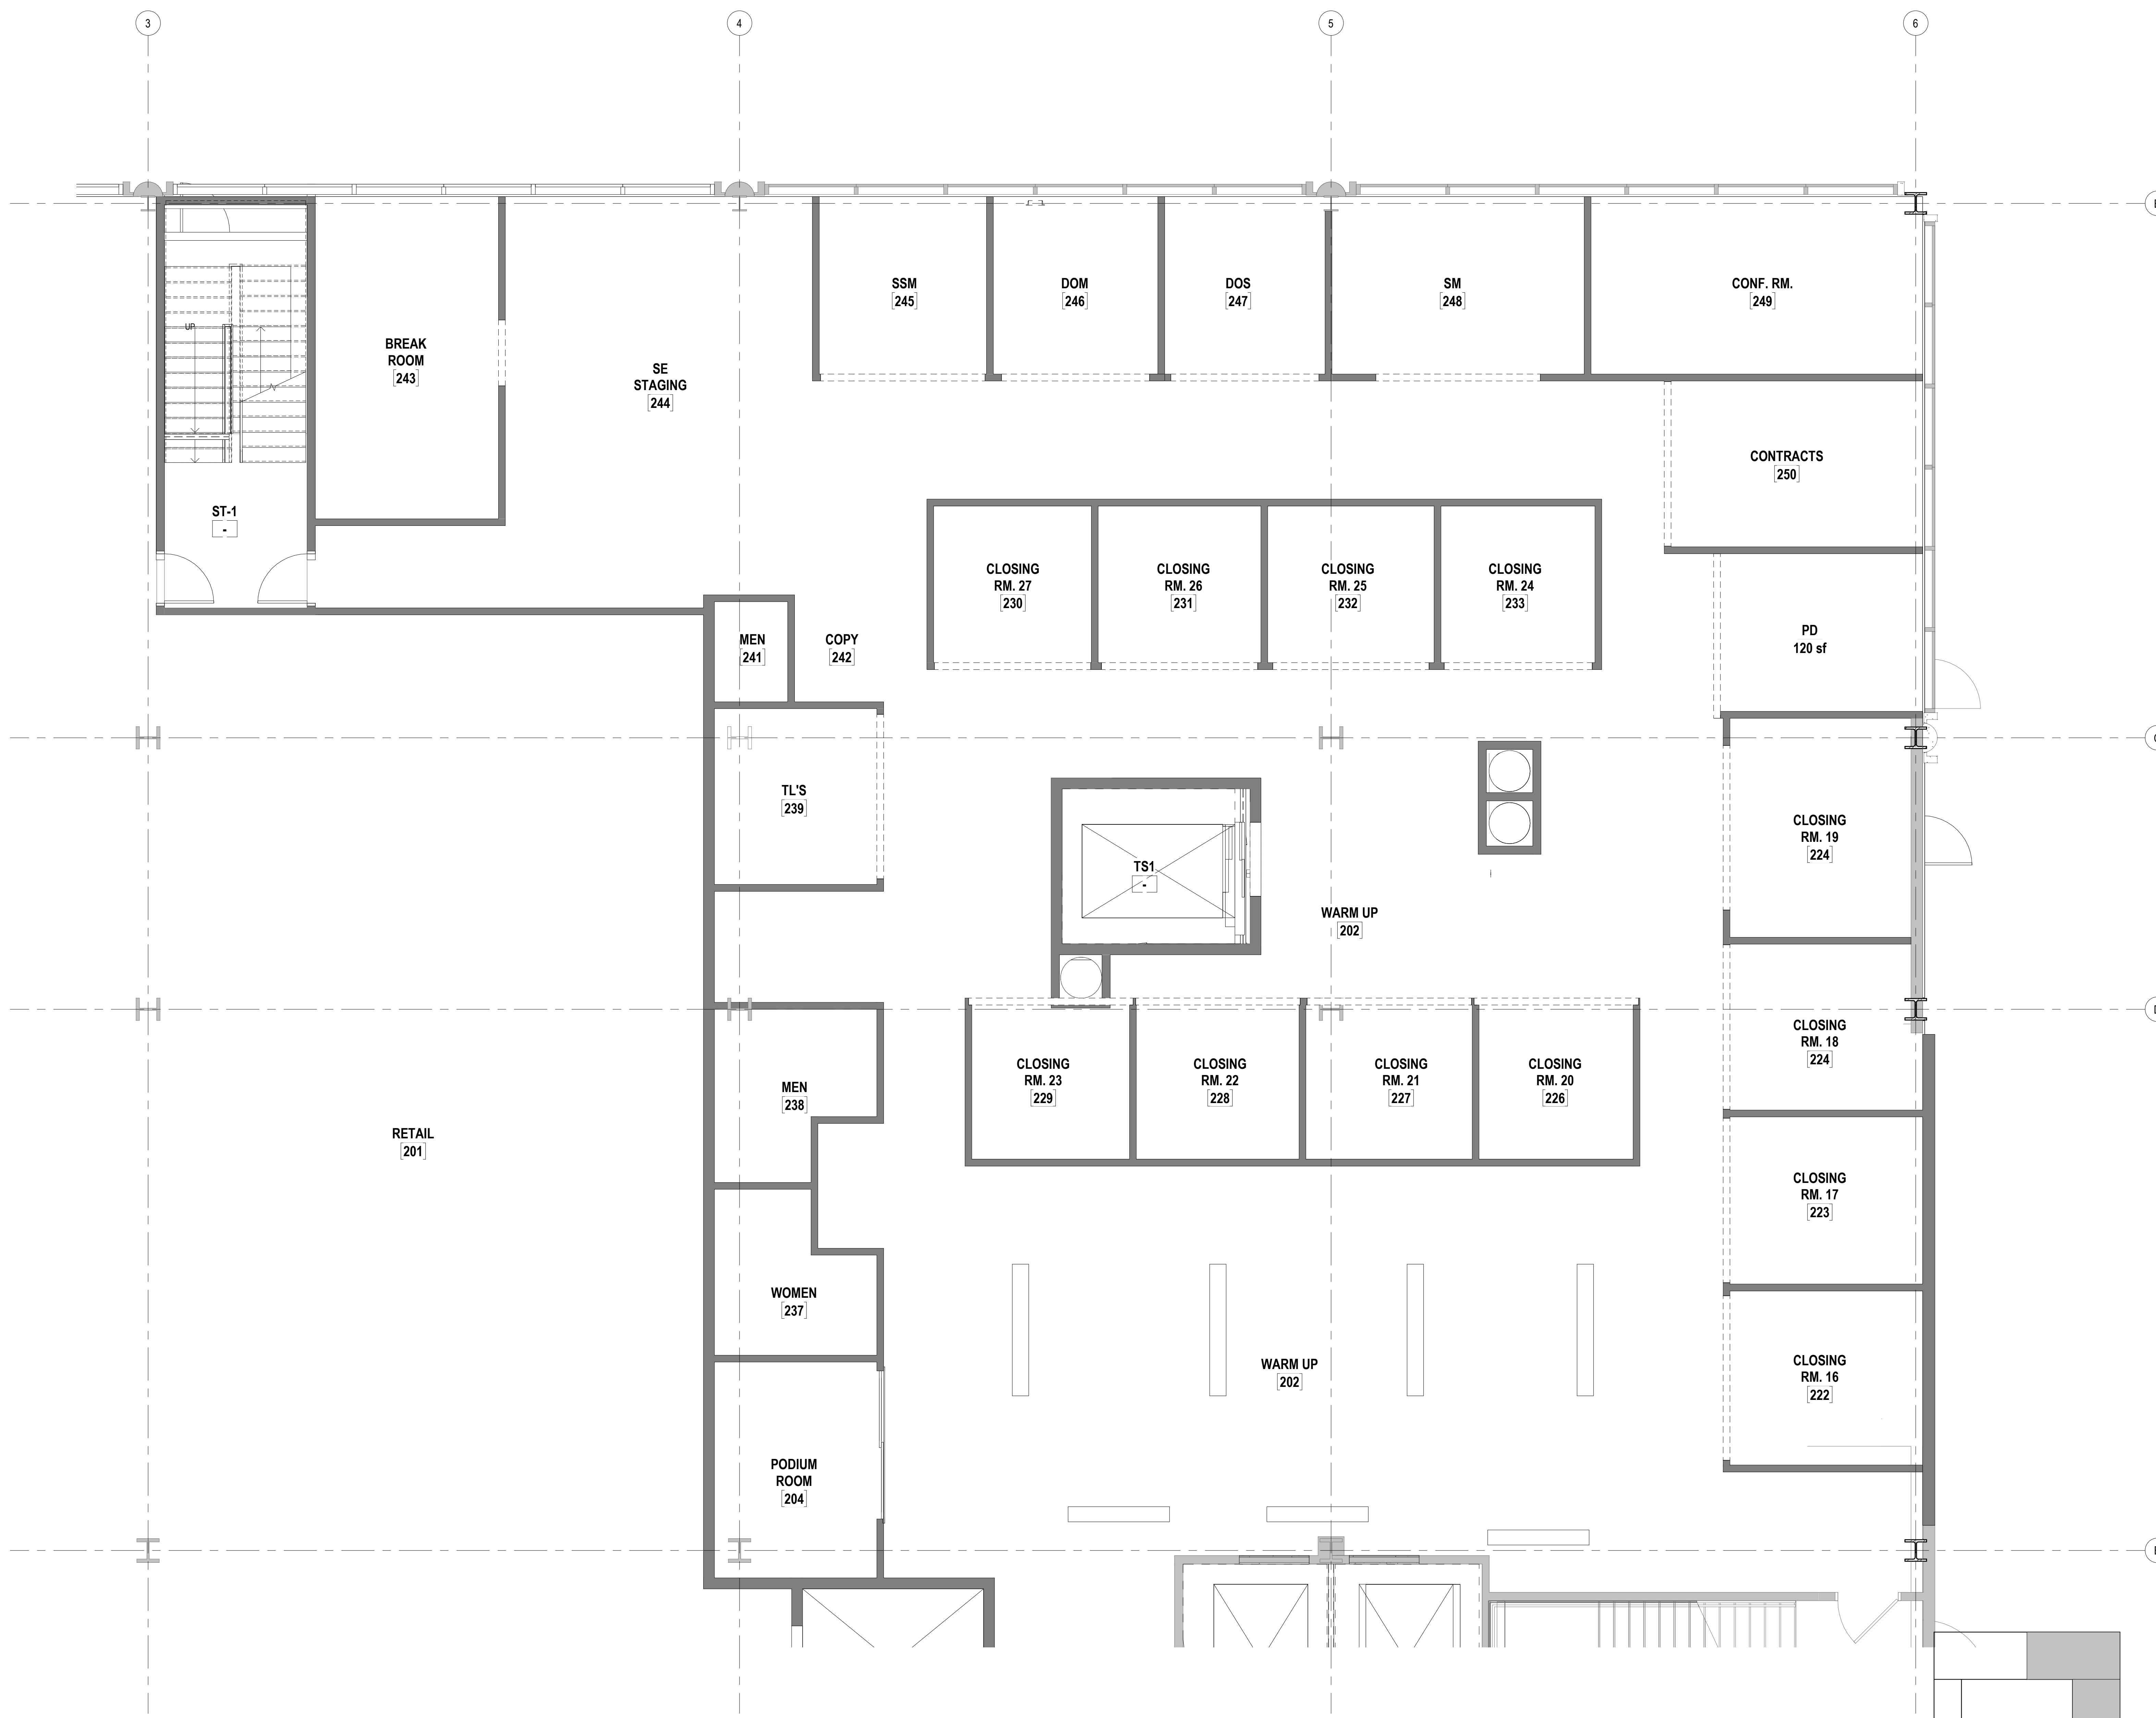 3
4
5
6
SSM
245
DOM
246
DOS
247
SM
248
CONF. RM.
249
UP
BREAK
ROOM
243
SE
STAGING
244
CONTRACTS
250
ST-1
CLOSING
RM. 27
230
CLOSING
RM. 26
231
CLOSING
RM. 25
232
CLOSING
RM. 24
233
MEN
241
COPY
242
PD
120 sf
TL'S
239
TS1
CLOSING
RM. 19
224
WARM UP
202
CLOSING
RM. 18
224
CLOSING
RM. 23
229
CLOSING
RM. 22
228
CLOSING
RM. 21
227
CLOSING
RM. 20
226
MEN
238
RETAIL
201
CLOSING
RM. 17
223
WOMEN
237
WARM UP
202
CLOSING
RM. 16
222
PODIUM
ROOM
204